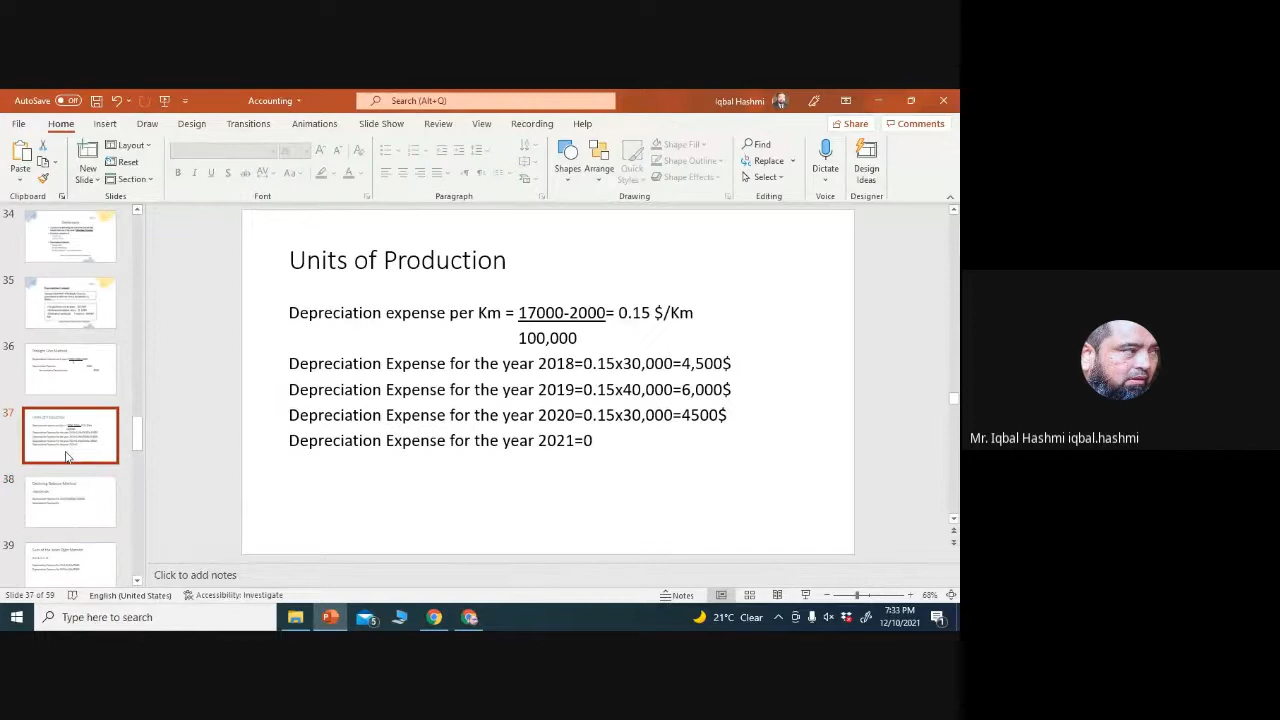 AutoSave Off
Accounting
Search (Alt+Q)
Iqbal Hashmi
File Home Insert Draw Design Transitions Animations Slide Show Review View Recording Help
Share Comments
Paste
New Slide
Layout
Reset
Section
Shapes
Arrange
Quick Styles
Shape Fill
Shape Outline
Shape Effects
Find
Replace
Select
Dictate
Design Ideas
Clipboard Slides Font Paragraph Drawing Editing Voice Designer
34
35
36
37
38
39
Units of Production
Depreciation expense per Km = 17000-2000= 0.15 $/Km
100,000
Depreciation Expense for the year 2018=0.15x30,000=4,500$
Depreciation Expense for the year 2019=0.15x40,000=6,000$
Depreciation Expense for the year 2020=0.15x30,000=4500$
Depreciation Expense for the year 2021=0
Click to add notes
Slide 37 of 59 English (United States) Accessibility: Investigate Notes 68%
Type here to search
5
21°C Clear
7:33 PM
12/10/2021
1
Mr. Iqbal Hashmi iqbal.hashmi